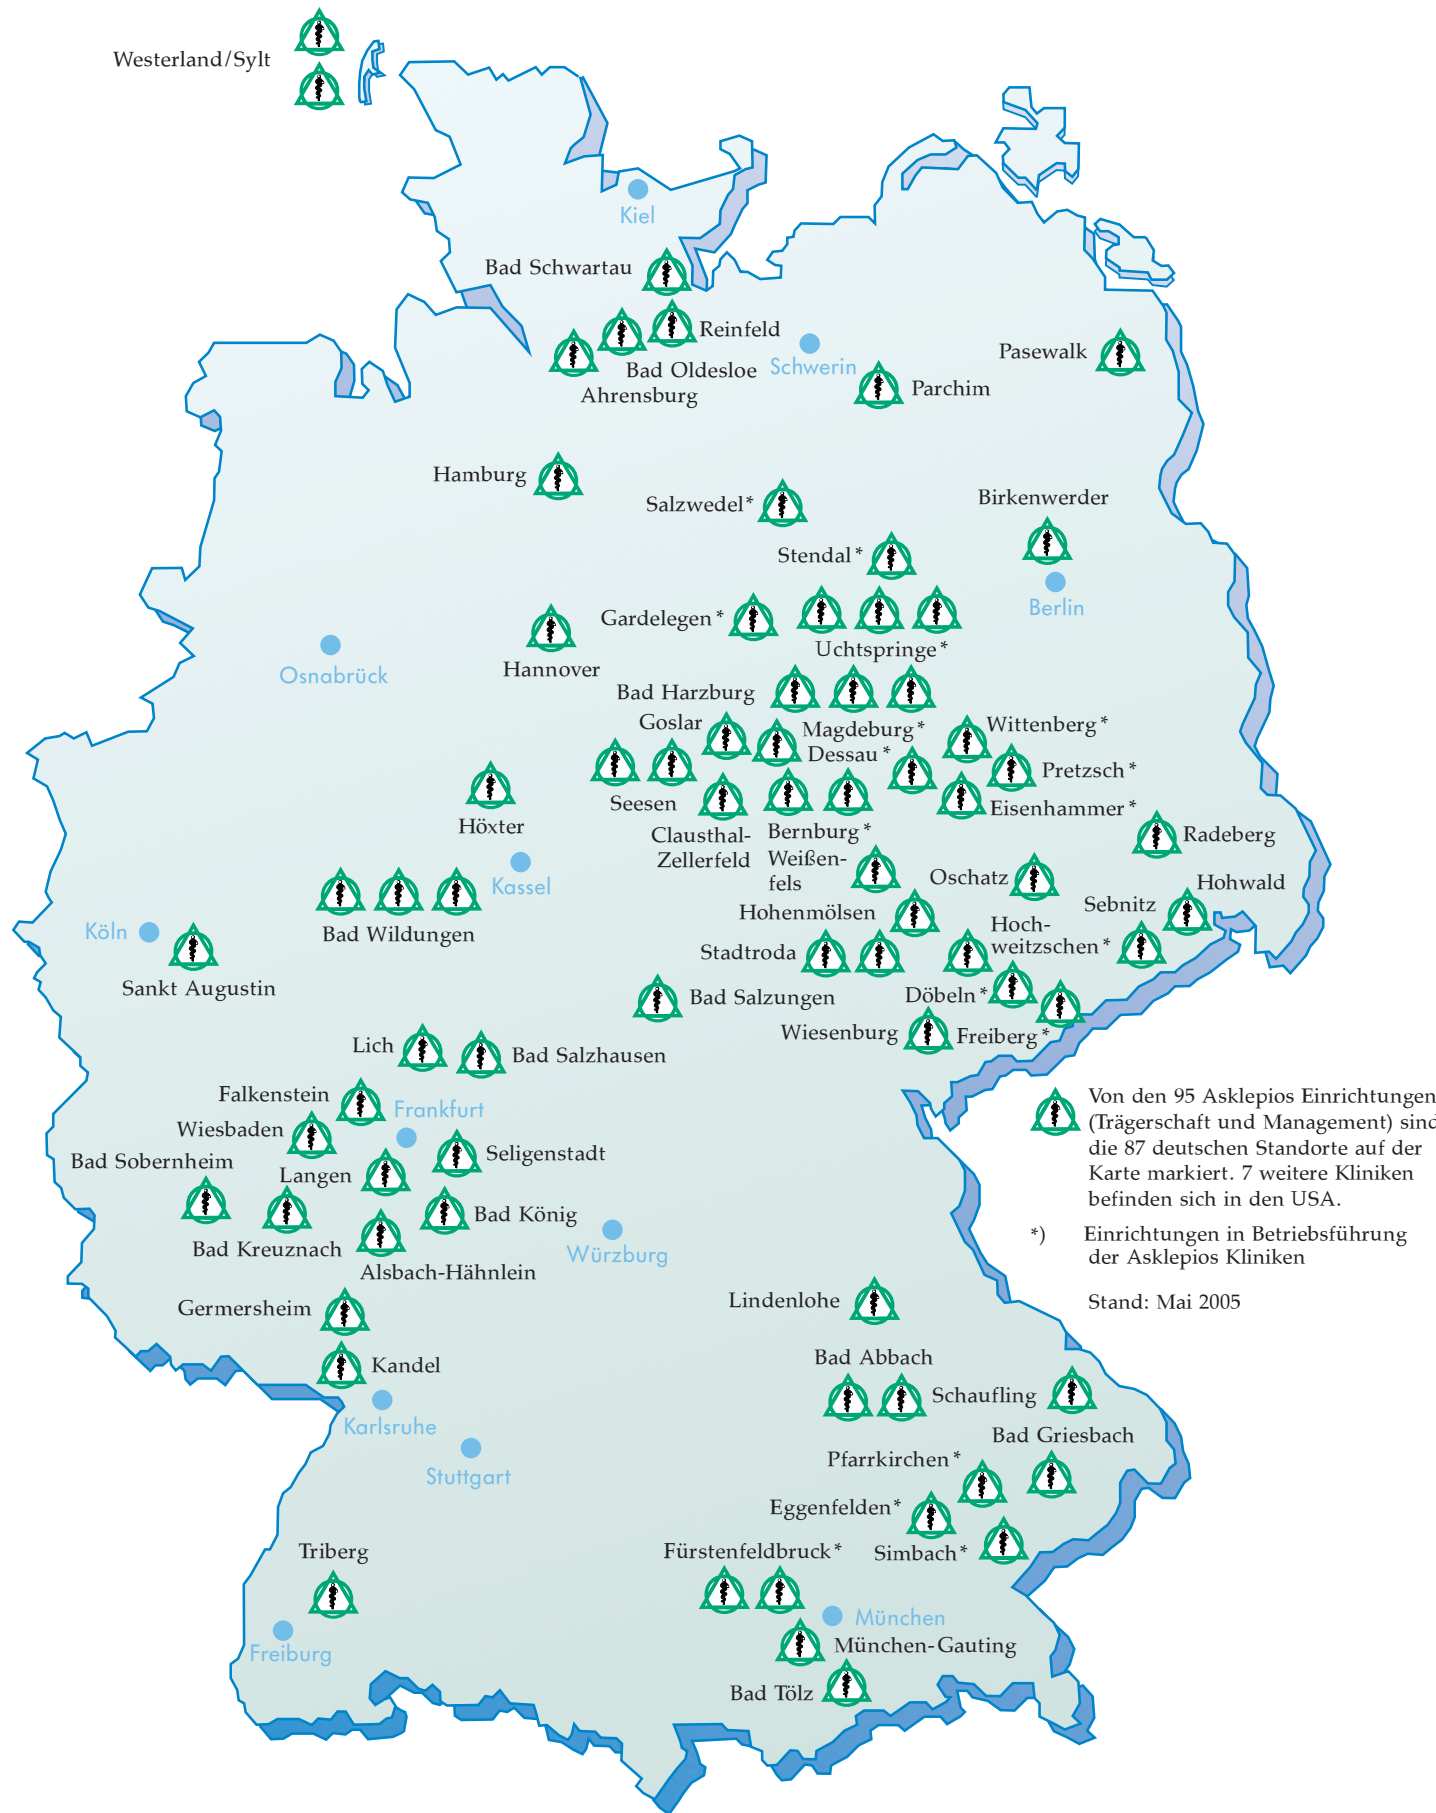 Westerland/Sylt
Kiel
Bad Schwartau
Reinfeld
Bad Oldesloe
Ahrensburg
Schwerin
Pasewalk
Parchim
Hamburg
Salzwedel*
Birkenwerder
Stendal*
Berlin
Gardelegen*
Uchtspringe*
Hannover
Osnabrück
Bad Harzburg
Goslar
Magdeburg*
Dessau*
Wittenberg*
Pretzsch*
Eisenhammer*
Seesen
Höxter
Clausthal-
Zellerfeld
Bernburg*
Weißen-
fels
Radeberg
Kassel
Oschatz
Hohwald
Sebnitz
Hohenmölsen
Hoch-
weitzschen*
Bad Wildungen
Köln
Stadtroda
Sankt Augustin
Bad Salzungen
Döbeln*
Wiesenburg
Freiberg*
Lich
Bad Salzhausen
Falkenstein
Frankfurt
Wiesbaden
Seligenstadt
Bad Sobernheim
Langen
Bad König
Bad Kreuznach
Alsbach-Hähnlein
Würzburg
Von den 95 Asklepios Einrichtungen
(Trägerschaft und Management) sind
die 87 deutschen Standorte auf der
Karte markiert. 7 weitere Kliniken
befinden sich in den USA.
*) Einrichtungen in Betriebsführung
der Asklepios Kliniken
Stand: Mai 2005
Germersheim
Lindenlohe
Kandel
Bad Abbach
Schaufling
Karlsruhe
Bad Griesbach
Stuttgart
Pfarrkirchen*
Eggenfelden*
Simbach*
Triberg
Fürstenfeldbruck*
München
Freiburg
München-Gauting
Bad Tölz